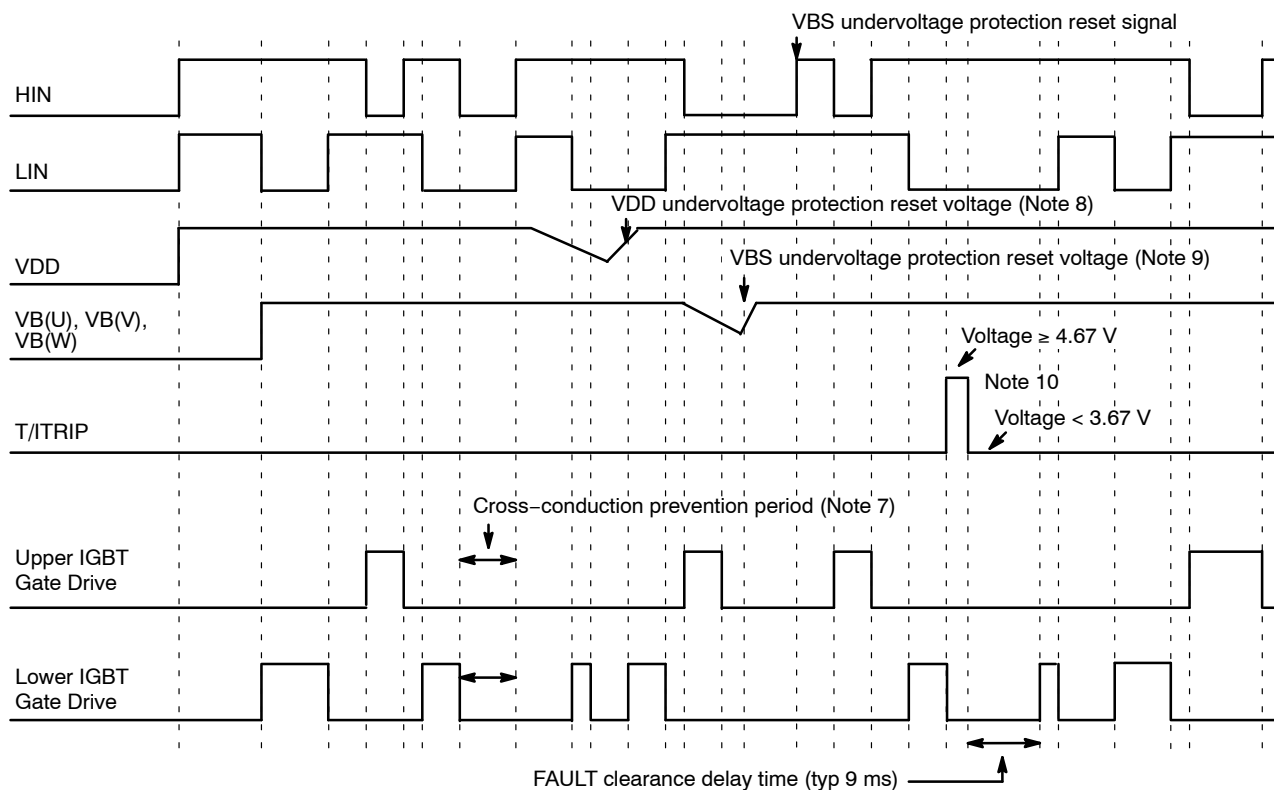 VBS undervoltage protection reset signal
HIN
LIN
VDD undervoltage protection reset voltage (Note 8)
VDD
VBS undervoltage protection reset voltage (Note 9)
VB(U), VB(V),
VB(W)
Voltage ≥ 4.67 V
Note 10
Voltage < 3.67 V
T/ITRIP
Cross−conduction prevention period (Note 7)
Upper IGBT
Gate Drive
Lower IGBT
Gate Drive
FAULT clearance delay time (typ 9 ms)